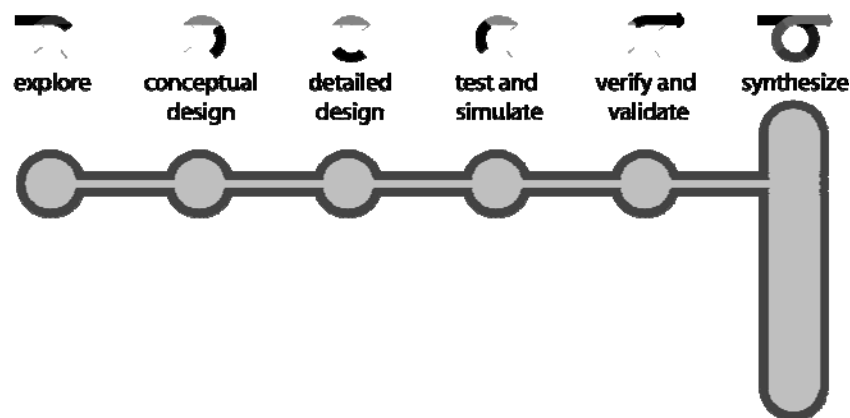 explore
conceptual
design
detailed
design
test and
simulate
verify and
validate
synthesize